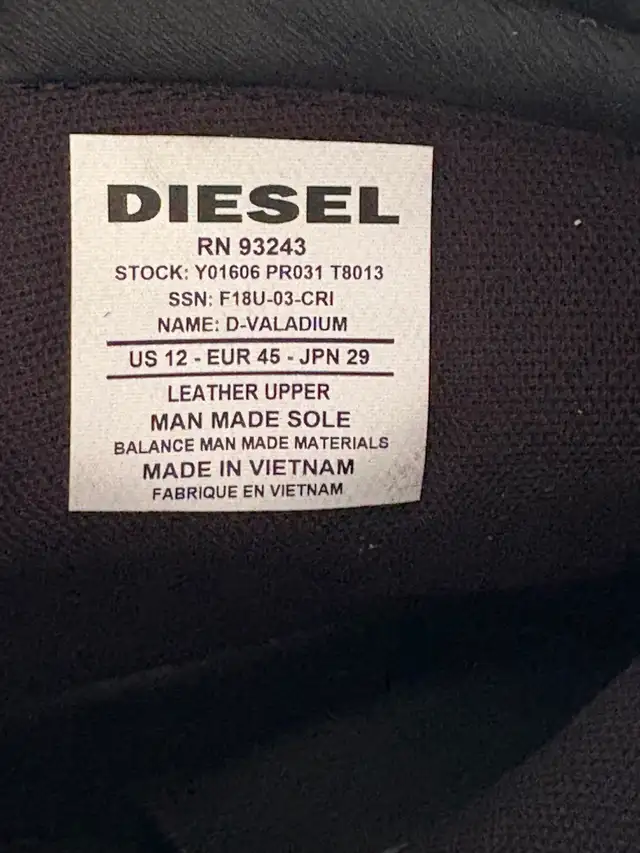 DIESEL
RN 93243
STOCK: Y01606 PR031 T8013
SSN: F18U-03-CRI
NAME: D-VALADIUM
US 12 - EUR 45 - JPN 29
LEATHER UPPER
MAN MADE SOLE
BALANCE MAN MADE MATERIALS
MADE IN VIETNAM
FABRIQUE EN VIETNAM